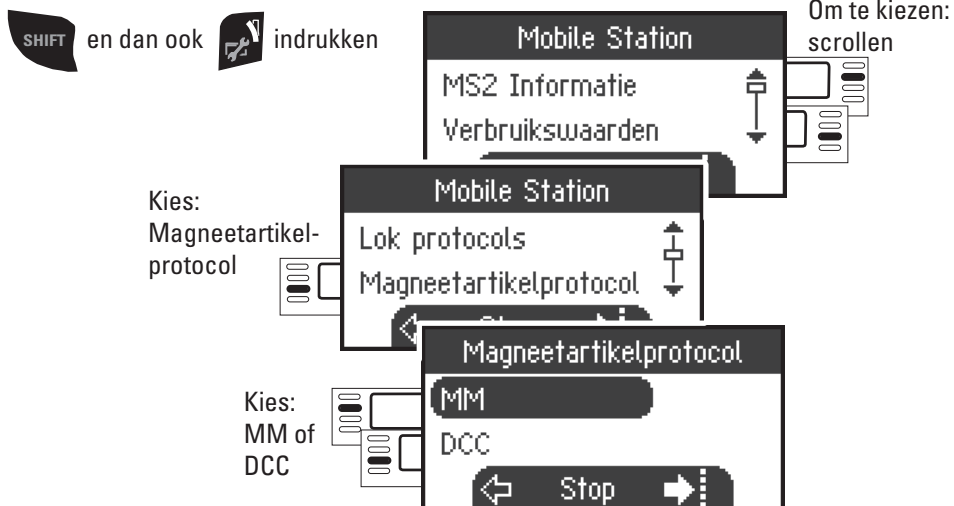 SHIFT en dan ook indrukken
Om te kiezen:
scrollen
Mobile Station
MS2 Informatie
Verbruikswaarden
Kies:
Magneetartikel-
protocol
Mobile Station
Lok protocols
Magneetartikelprotocol
Kies:
MM of
DCC
Magneetartikelprotocol
MM
DCC
Stop